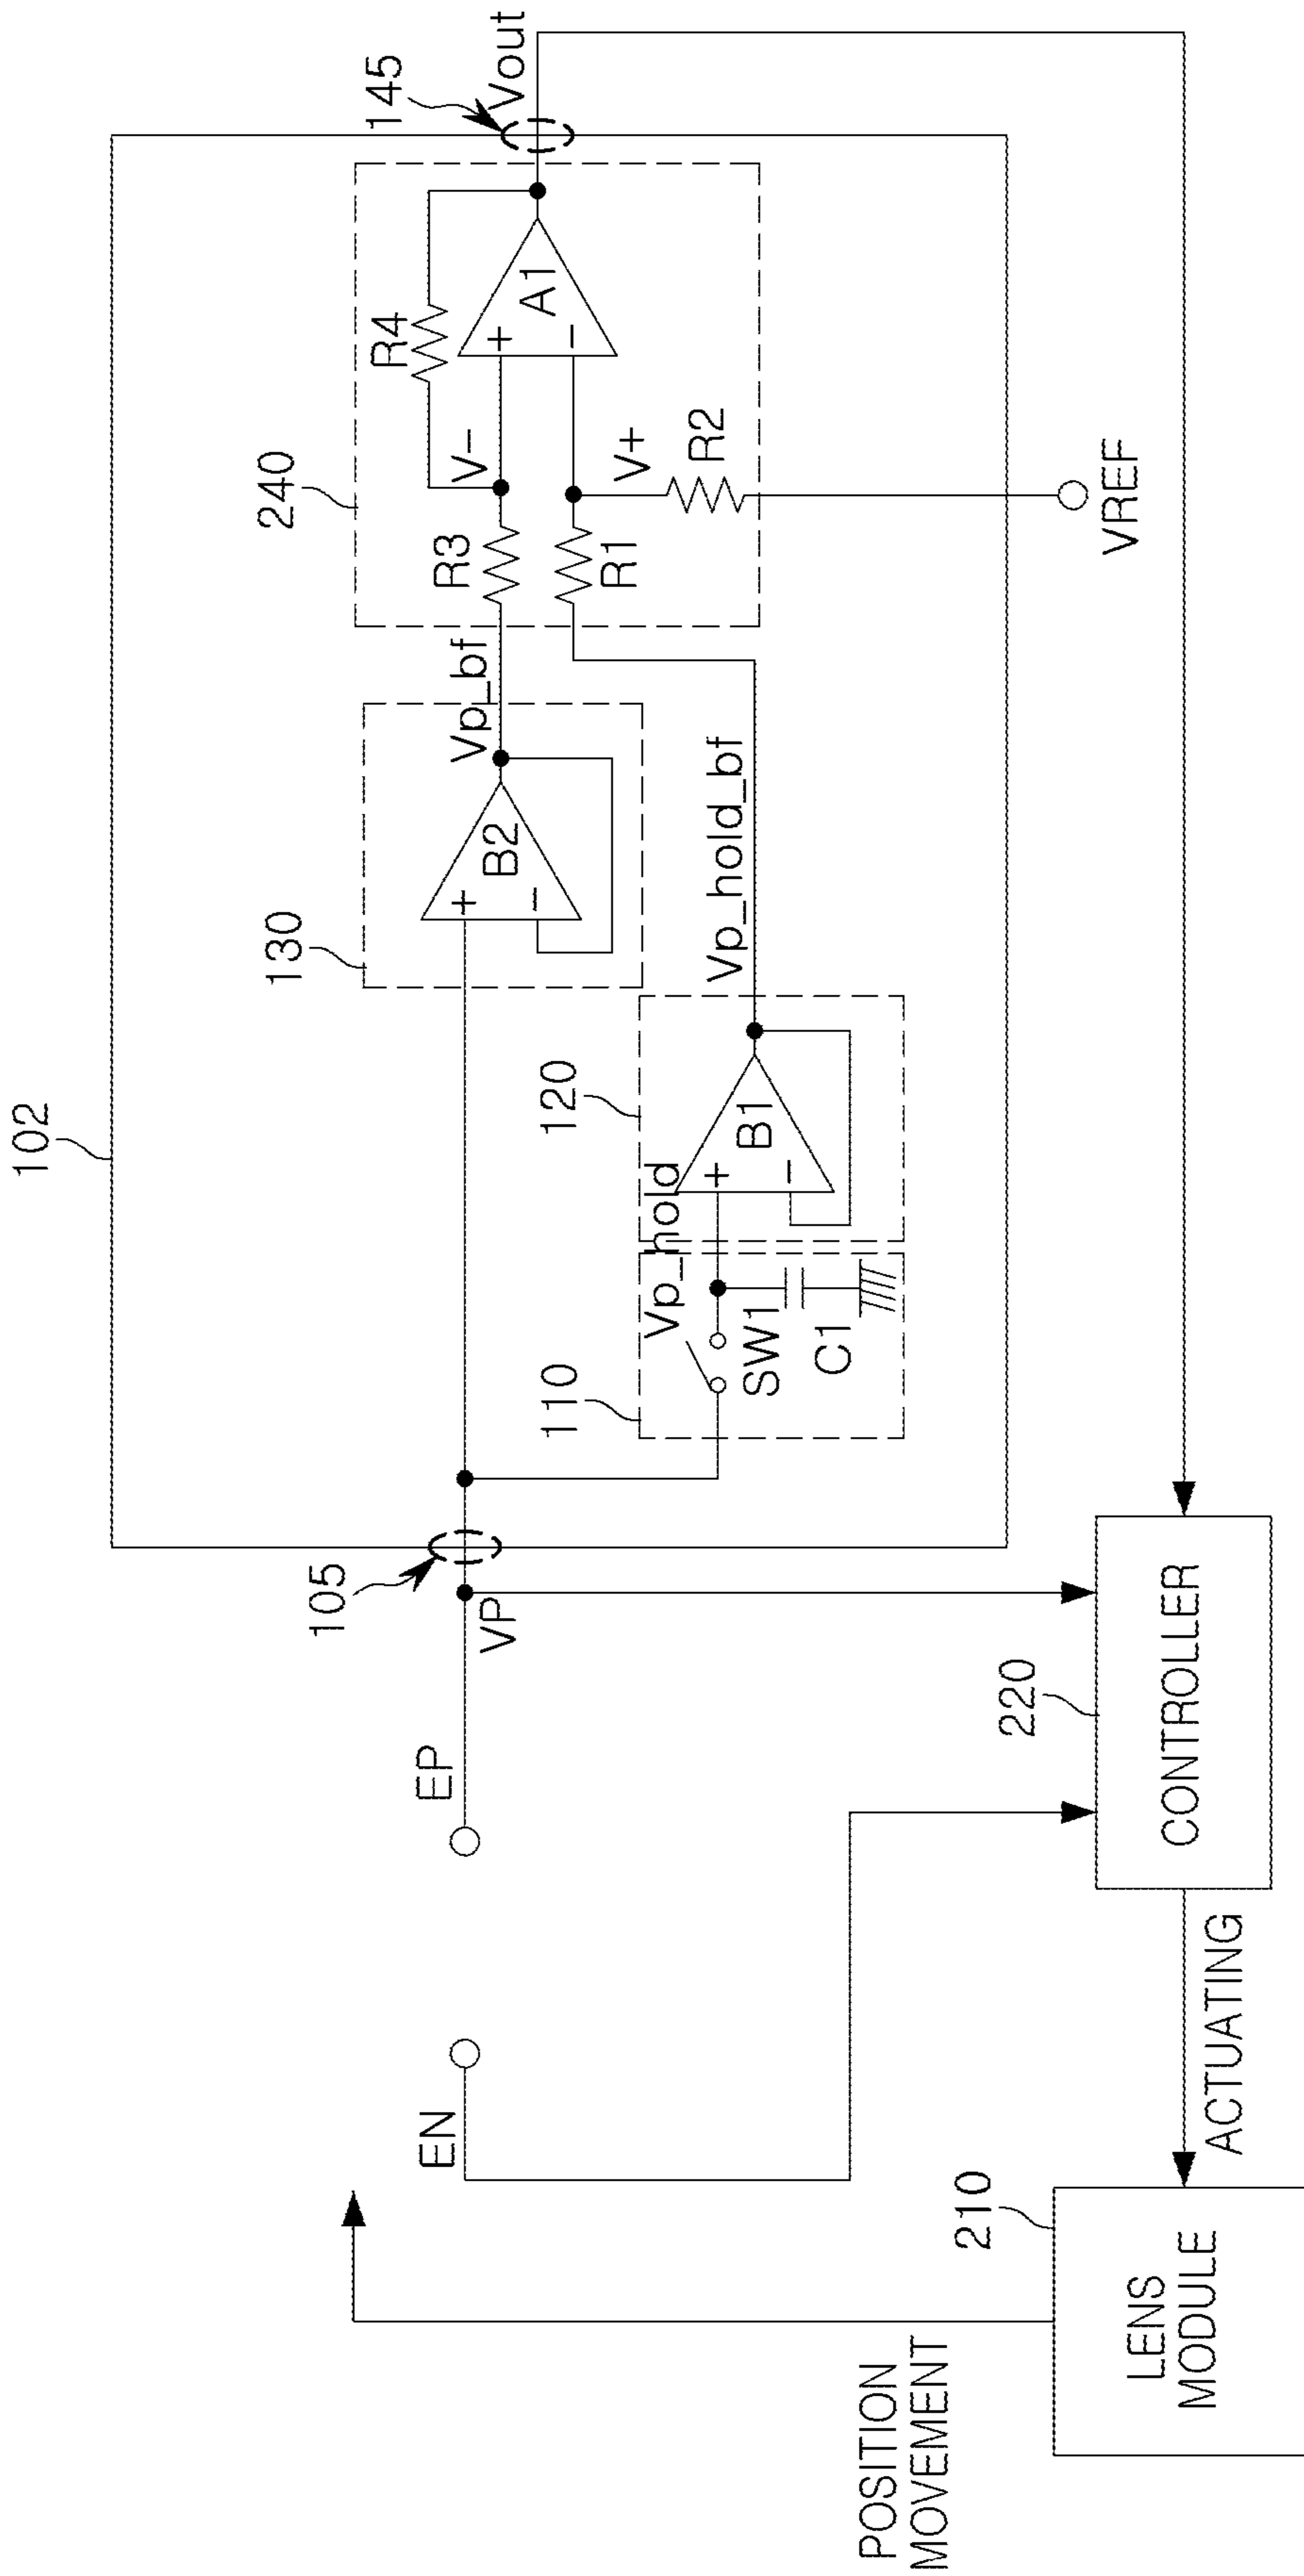 102
145
Vout
240
R4
A1
+
−
V−
V+
R3
R1
R2
VREF
130
Vp_bf
B2
+
−
Vp_hold_bf
120
B1
+
−
Vp_hold
110
SW1
C1
105
VP
EP
EN
220
CONTROLLER
ACTUATING
210
LENS
MODULE
POSITION
MOVEMENT